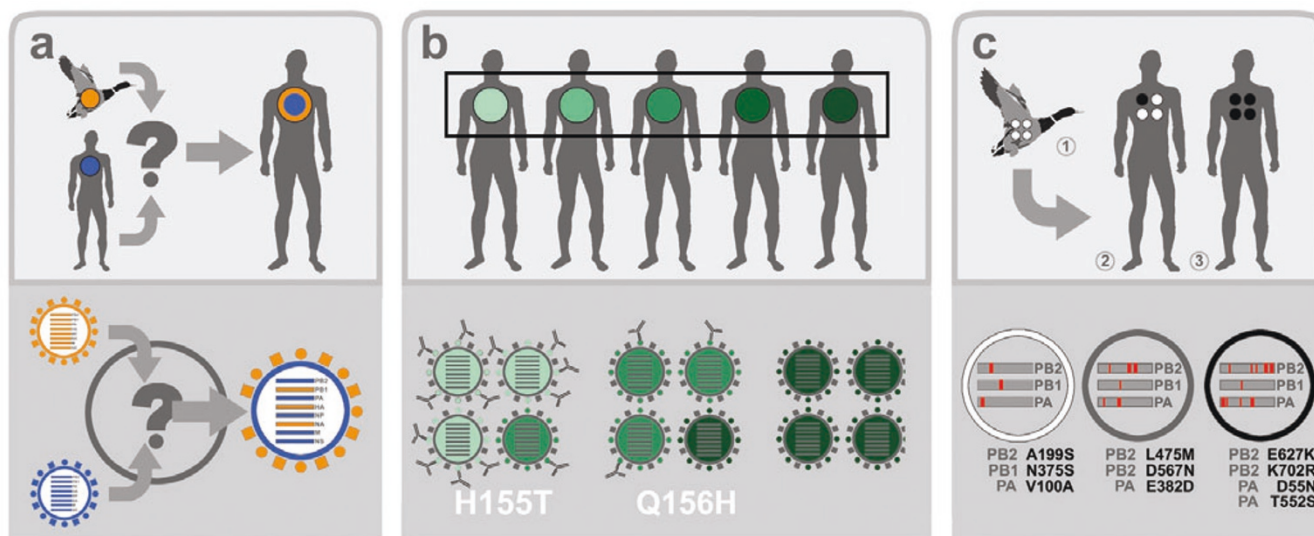 a
b
c
?
1
2
3
?
PB2
PB1
PA
HA
NP
NA
M
NS
H155T
Q156H
PB2
PB1
PA
PB2 A199S
PB1 N375S
PA V100A
PB2
PB1
PA
PB2 L475M
PB2 D567N
PA E382D
PB2
PB1
PA
PB2 E627K
PB2 K702R
PA D55N
PA T552S